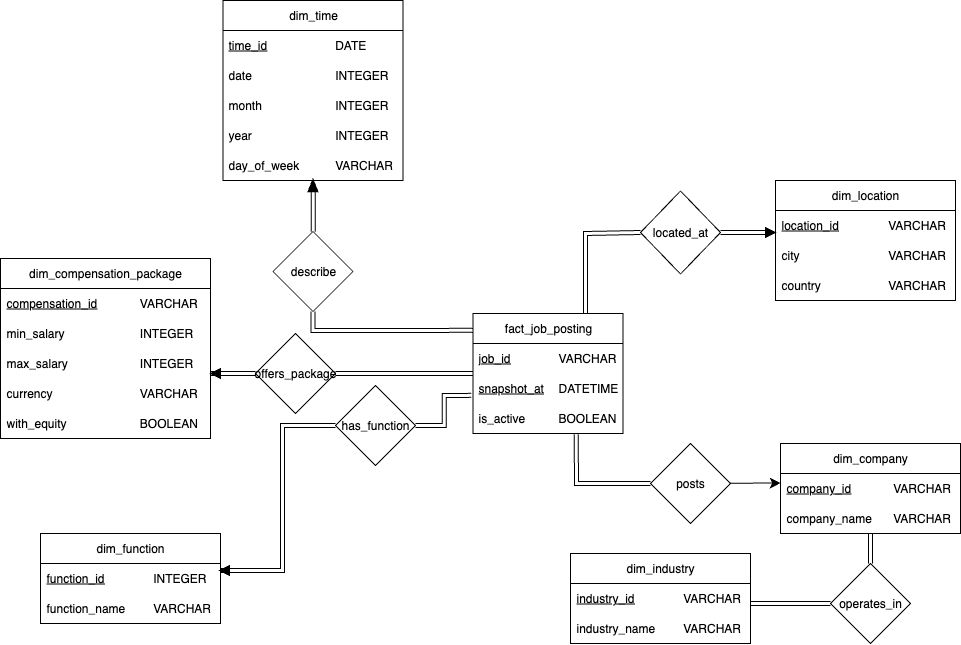 dim_time
time_id DATE
date INTEGER
month INTEGER
year INTEGER
day_of_week VARCHAR
describe
located_at
dim_location
location_id VARCHAR
city VARCHAR
country VARCHAR
dim_compensation_package
compensation_id VARCHAR
min_salary INTEGER
max_salary INTEGER
currency VARCHAR
with_equity BOOLEAN
offers_package
has_function
fact_job_posting
job_id VARCHAR
snapshot_at DATETIME
is_active BOOLEAN
posts
dim_company
company_id VARCHAR
company_name VARCHAR
dim_function
function_id INTEGER
function_name VARCHAR
dim_industry
industry_id VARCHAR
industry_name VARCHAR
operates_in